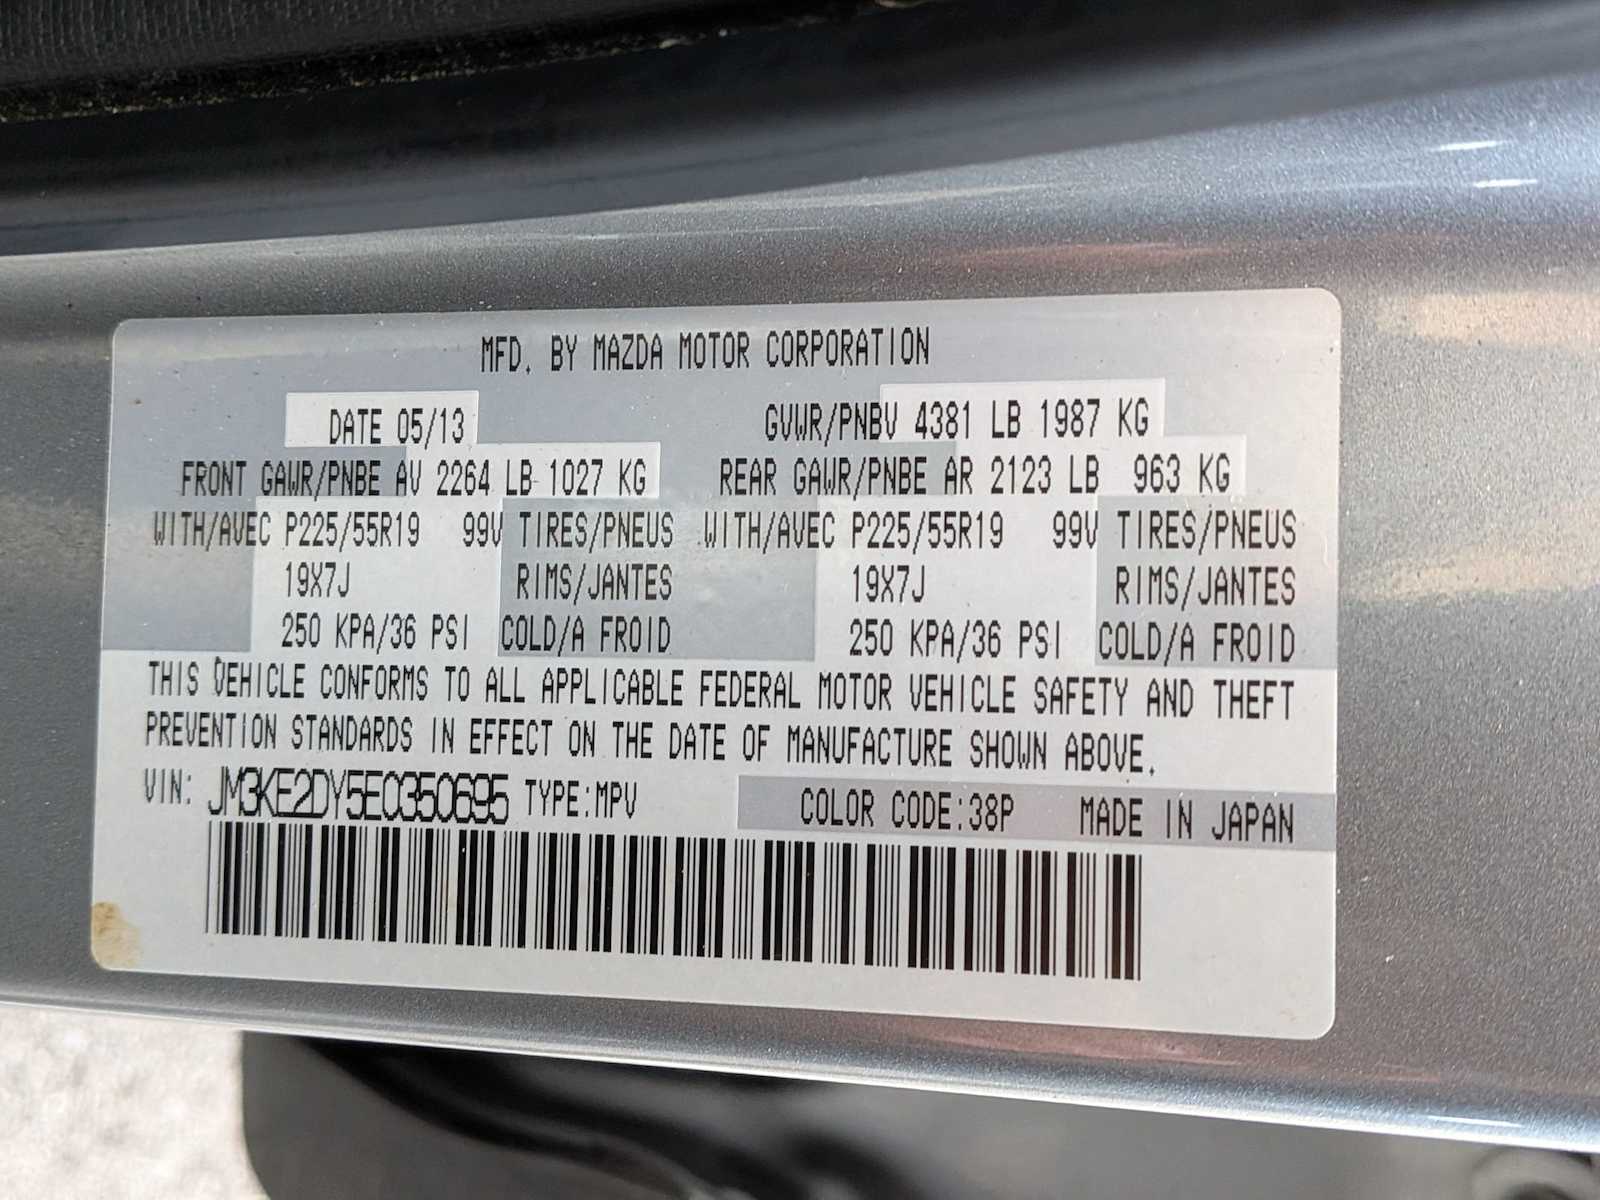 MFD. BY MAZDA MOTOR CORPORATION
DATE 05/13 GVWR/PNBV 4381 LB 1987 KG
FRONT GAWR/PNBE AV 2264 LB 1027 KG REAR GAWR/PNBE AR 2123 LB 963 KG
WITH/AVEC P225/55R19 99V TIRES/PNEUS WITH/AVEC P225/55R19 99V TIRES/PNEUS
19X7J RIMS/JANTES 19X7J RIMS/JANTES
250 KPA/36 PSI COLD/A FROID 250 KPA/36 PSI COLD/A FROID
THIS VEHICLE CONFORMS TO ALL APPLICABLE FEDERAL MOTOR VEHICLE SAFETY AND THEFT
PREVENTION STANDARDS IN EFFECT ON THE DATE OF MANUFACTURE SHOWN ABOVE.
VIN: JM3KE2DY5E0350695 TYPE:MPV COLOR CODE:38P MADE IN JAPAN